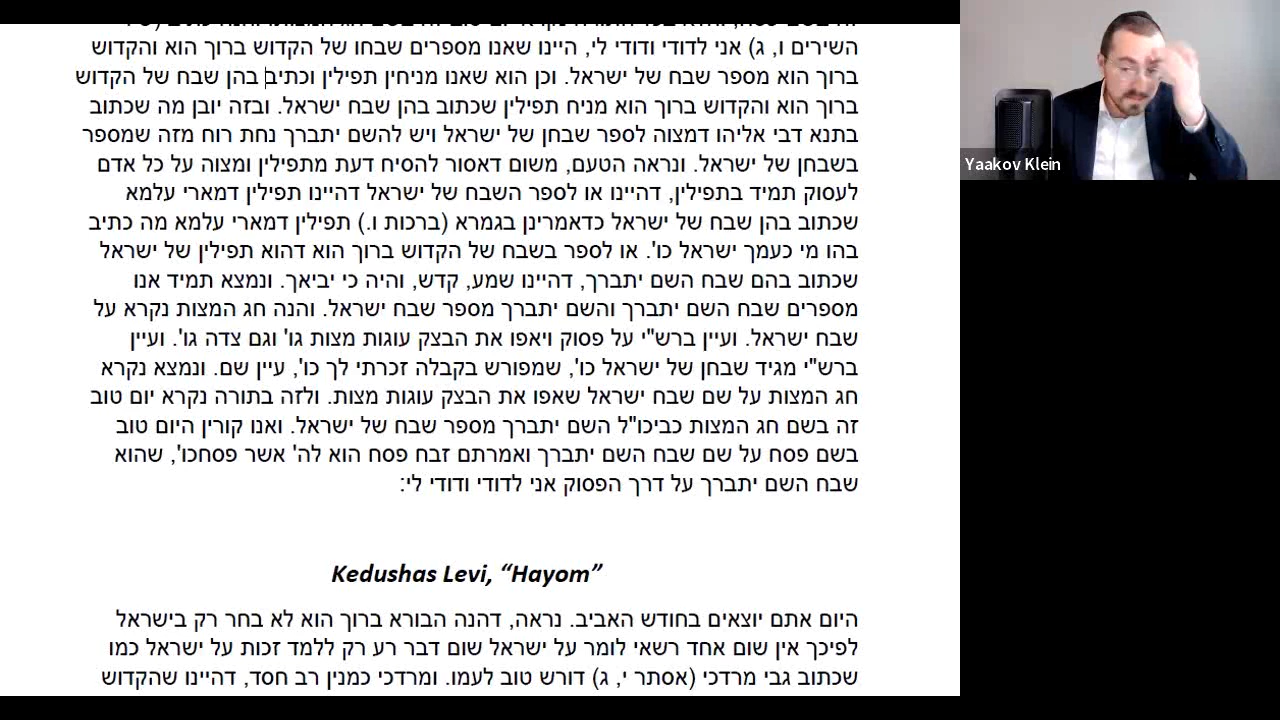 השירים ו, ג) אני לדודי ודודי לי, היינו שאנו מספרים שבחו של הקדוש ברוך הוא והקדוש
ברוך הוא מספר שבח של ישראל. וכן הוא שאנו מניחין תפילין וכתיב בהן שבח של הקדוש
ברוך הוא והקדוש ברוך הוא מניח תפילין שכתוב בהן שבח ישראל. ובזה יובן מה שכתוב
בתנא דבי אליהו דמצוה לספר שבחן של ישראל ויש להשם יתברך נחת רוח מזה שמספר
בשבחן של ישראל. ונראה הטעם, משום דאסור להסיח דעת מתפילין ומצוה על כל אדם
לעסוק תמיד בתפילין, דהיינו או לספר השבח של ישראל דהיינו תפילין דמארי עלמא
שכתוב בהן שבח של ישראל כדאמרינן בגמרא (ברכות ו.) תפילין דמארי עלמא מה כתיב
בהו מי כעמך ישראל כו'. או לספר בשבח של הקדוש ברוך הוא דהוא תפילין של ישראל
שכתוב בהם שבח השם יתברך, דהיינו שמע, קדש, והיה כי יביאך. ונמצא תמיד אנו
מספרים שבח השם יתברך והשם יתברך מספר שבח ישראל. והנה חג המצות נקרא על
שבח ישראל. ועיין ברש"י על פסוק ויאפו את הבצק עוגות מצות גו' וגם צדה גו'. ועיין
ברש"י מגיד שבחן של ישראל כו', שמפורש בקבלה זכרתי לך כו', עיין שם. ונמצא נקרא
חג המצות על שם שבח ישראל שאפו את הבצק עוגות מצות. ולזה בתורה נקרא יום טוב
זה בשם חג המצות כביכו"ל השם יתברך מספר שבח של ישראל. ואנו קורין היום טוב
בשם פסח על שם שבח השם יתברך ואמרתם זבח פסח הוא לה' אשר פסחכו', שהוא
שבח השם יתברך על דרך הפסוק אני לדודי ודודי לי:
Kedushas Levi, “Hayom”
היום אתם יוצאים בחודש האביב. נראה, דהנה הבורא ברוך הוא לא בחר רק בישראל
לפיכך אין שום אחד רשאי לומר על ישראל שום דבר רע רק ללמד זכות על ישראל כמו
שכתוב גבי מרדכי (אסתר י, ג) דורש טוב לעמו. ומרדכי כמנין רב חסד, דהיינו שהקדוש
Yaakov Klein